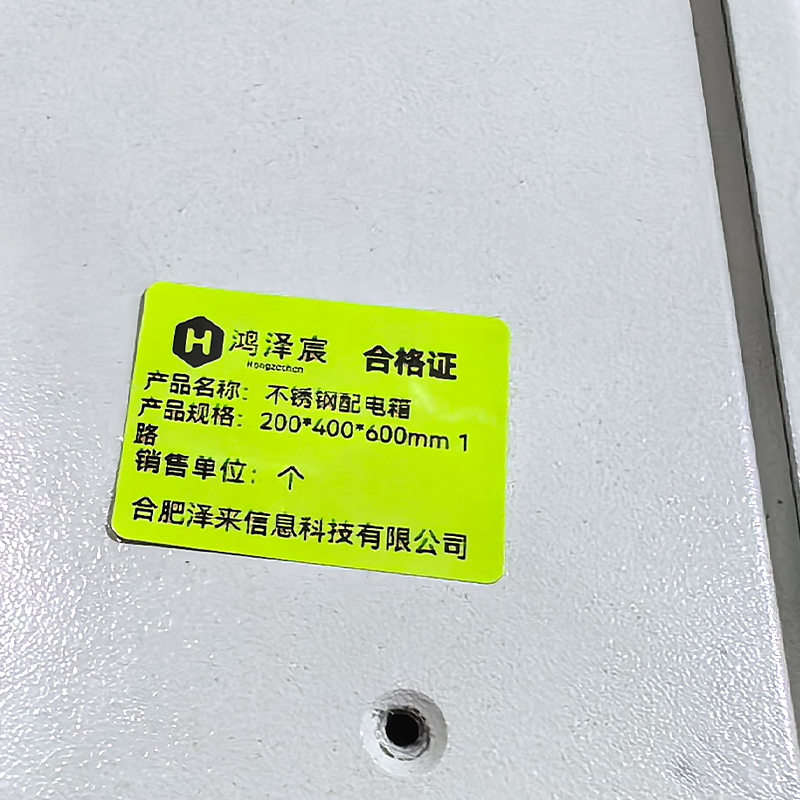 H 鸿泽宸 合格证
Hongzechen
产品名称: 不锈钢配电箱
产品规格: 200*400*600mm 1
路
销售单位: 个
合肥泽来信息科技有限公司